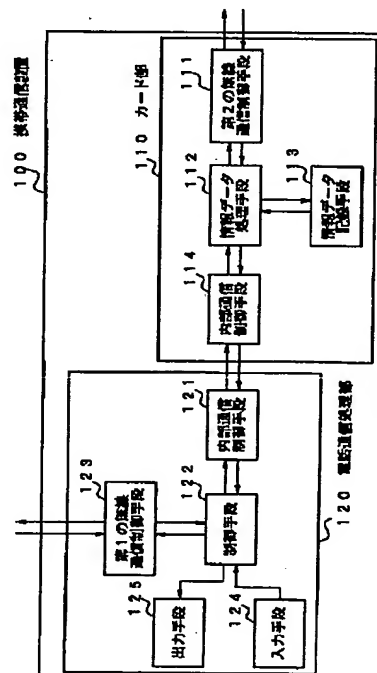 100 携帯通信装置
110 カード部
111
第2の無線
通信制御手段
112
情報データ
処理手段
113
情報データ
記録手段
114
内部通信
制御手段
121
内部通信
制御手段
122
制御手段
123
第1の無線
通信制御手段
125
出力手段
124
入力手段
120 電話通信処理部